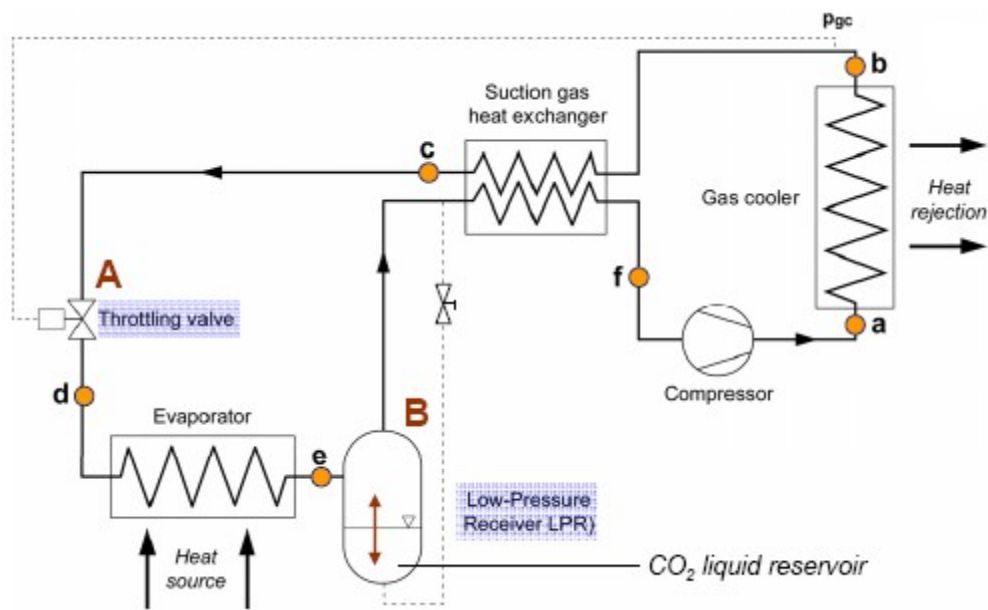 pgc
b
Suction gas
heat exchanger
c
Gas cooler
Heat
rejection
A
f
Throttling valve
a
d
Compressor
Evaporator
B
e
Low-Pressure
Receiver LPR)
Heat
source
CO₂ liquid reservoir